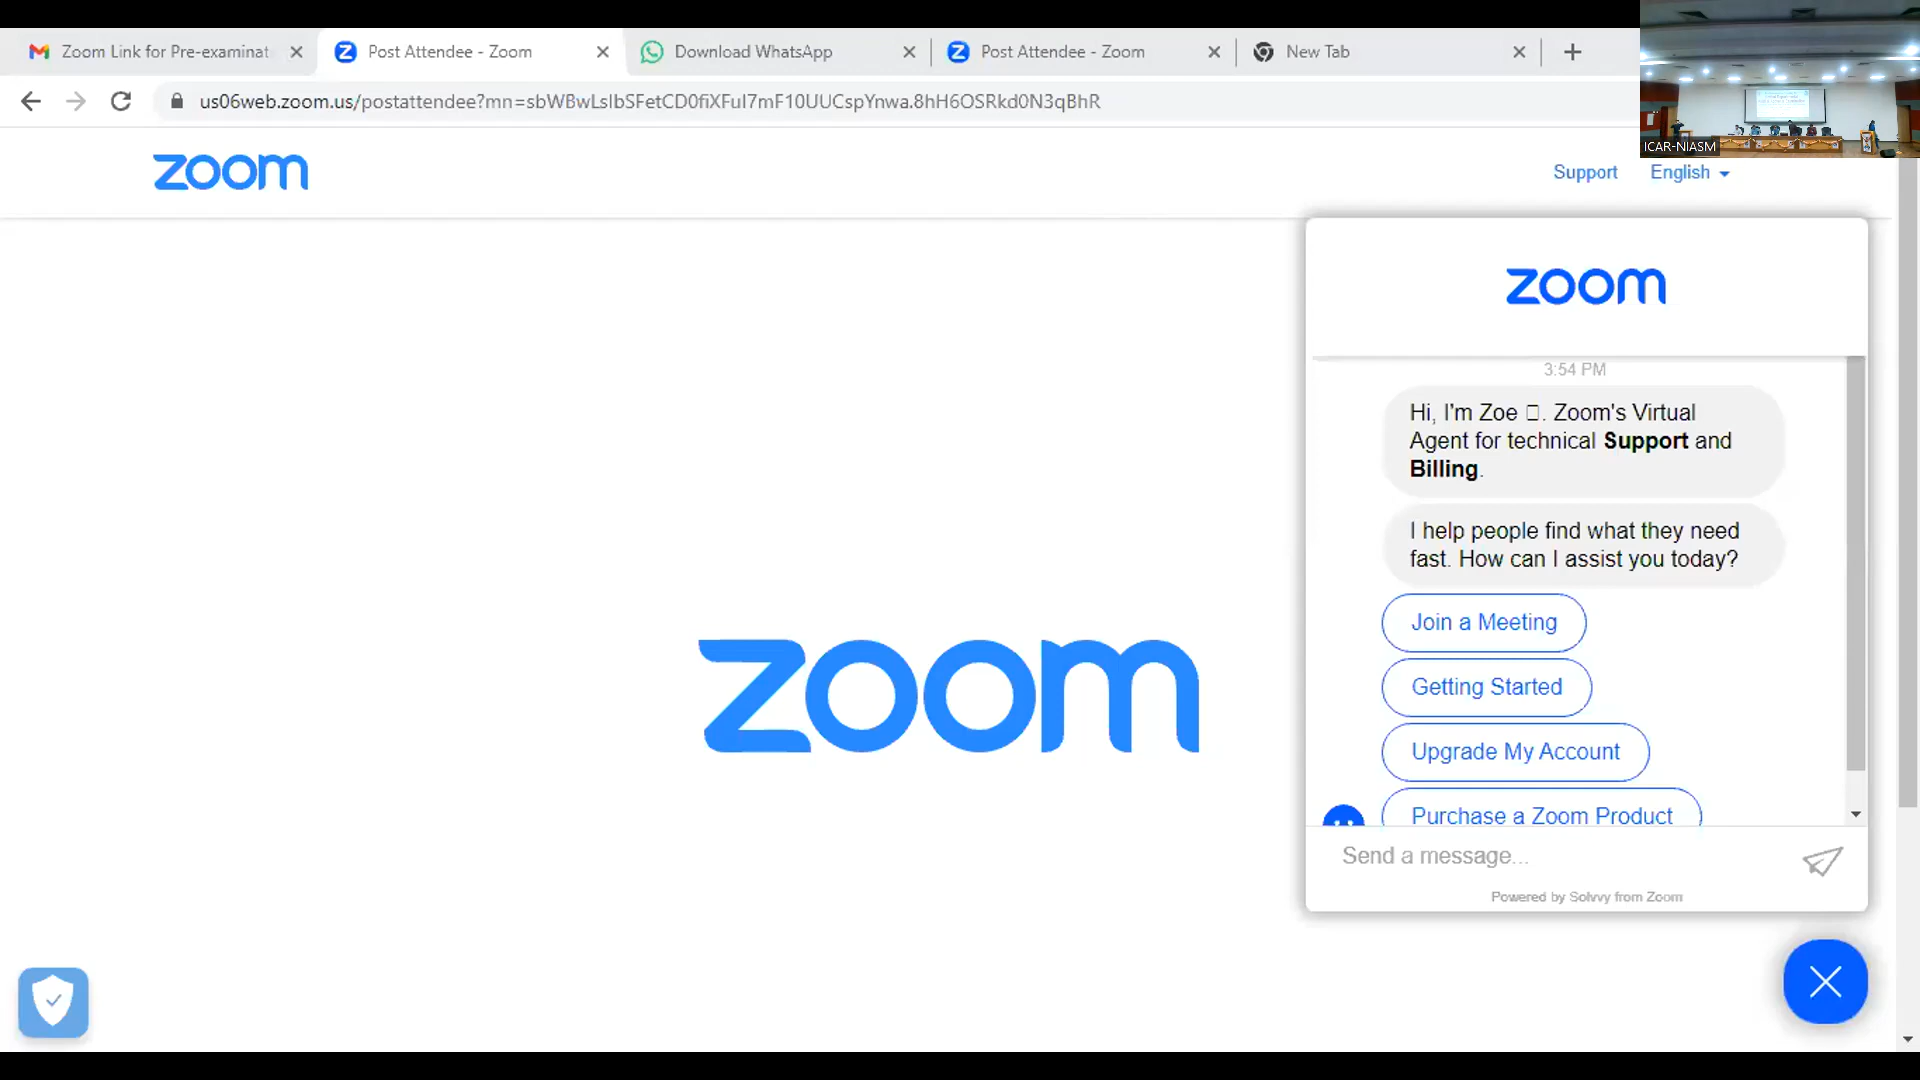 Zoom Link for Pre-examinat
Post Attendee - Zoom
Download WhatsApp
Post Attendee - Zoom
New Tab
us06web.zoom.us/postattendee?mn=sbWBwLsIbSFetCD0fiXFuI7mF10UUCspYnwa.8hH6OSRkd0N3qBhR
ICAR-NIASM
zoom
Support
English
zoom
3:54 PM
Hi, I'm Zoe □. Zoom's Virtual
Agent for technical Support and
Billing.
I help people find what they need
fast. How can I assist you today?
Join a Meeting
Getting Started
Upgrade My Account
Purchase a Zoom Product
zoom
Send a message...
Powered by Solvvy from Zoom